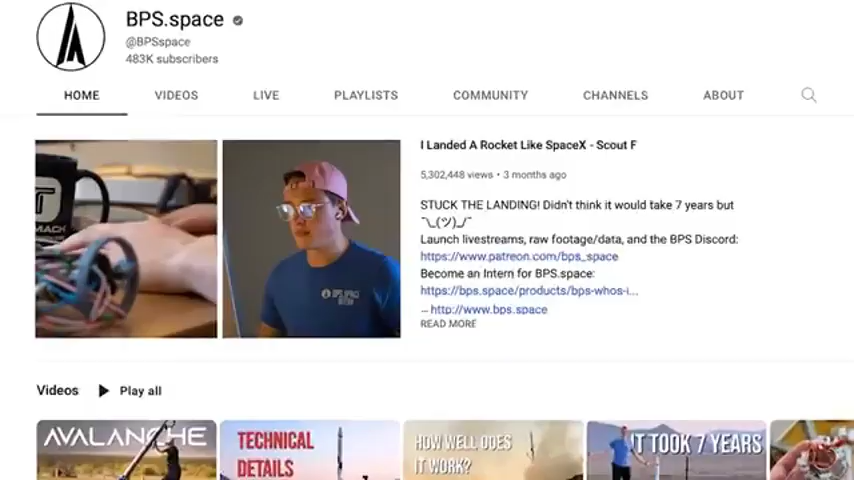 BPS.space
@BPSspace
483K subscribers
HOME VIDEOS LIVE PLAYLISTS COMMUNITY CHANNELS ABOUT
I Landed A Rocket Like SpaceX - Scout F
5,302,448 views • 3 months ago
STUCK THE LANDING! Didn't think it would take 7 years but
¯\_(ツ)_/¯
Launch livestreams, raw footage/data, and the BPS Discord:
https://www.patreon.com/bps_space
Become an Intern for BPS.space:
https://bps.space/products/bps-whos-i...
-- http://www.bps.space
READ MORE
MACH
BPS.SPACE
INTERN
Videos Play all
AVALANCHE
TECHNICAL
DETAILS
HOW WELL DOES
IT WORK?
IT TOOK 7 YEARS